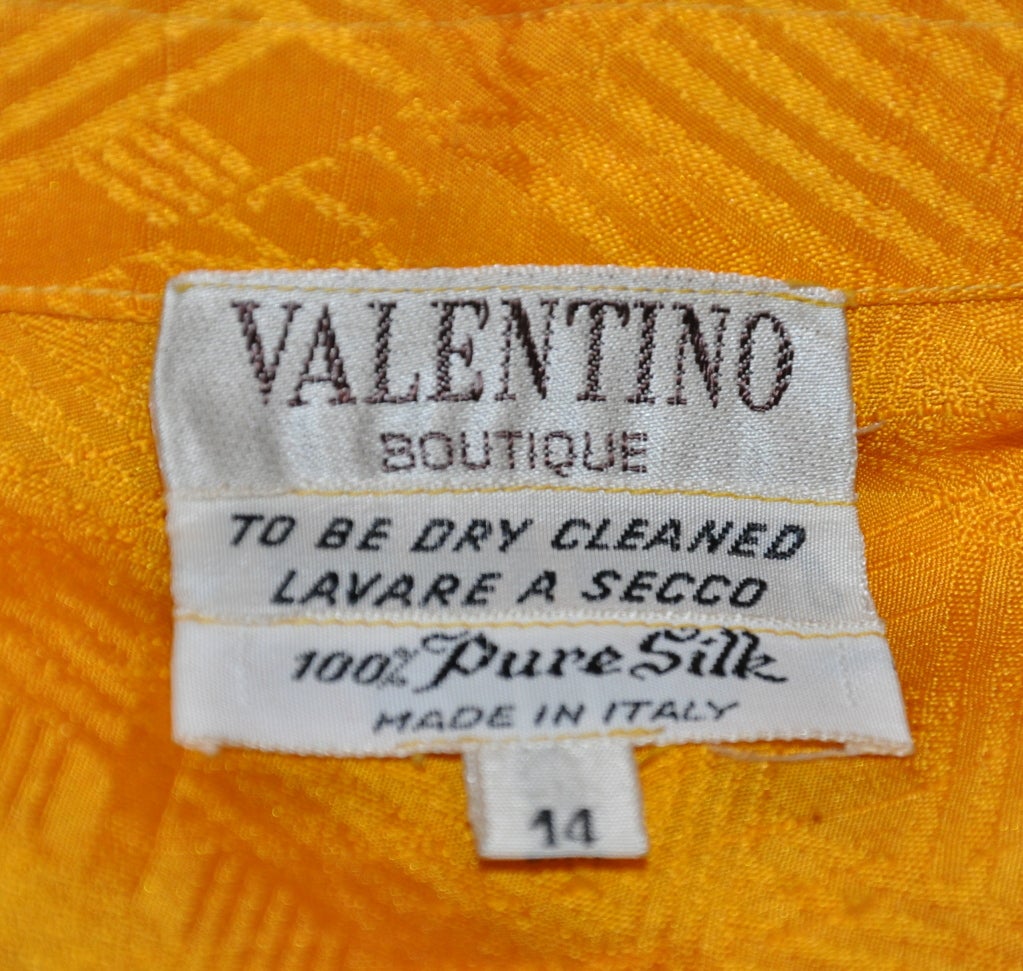 VALENTINO
BOUTIQUE
TO BE DRY CLEANED
LAVARE A SECCO
100% Pure Silk
MADE IN ITALY
14